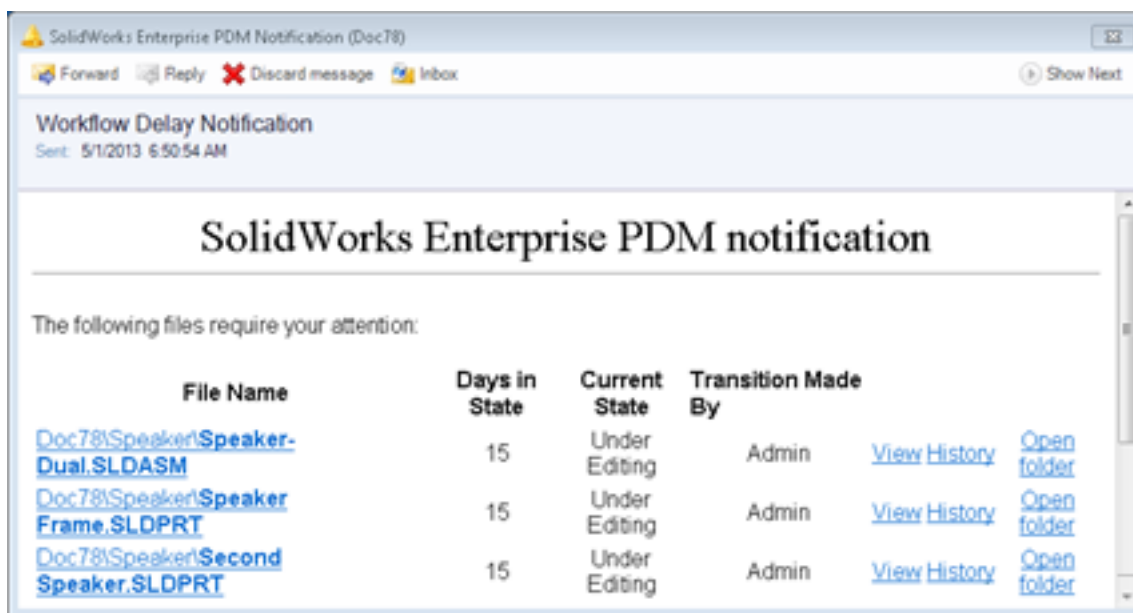 SolidWorks Enterprise PDM Notification (Doc78)
Forward Reply Discard message Inbox Show Next
Workflow Delay Notification
Sent: 5/1/2013 6:50:54 AM
SolidWorks Enterprise PDM notification
The following files require your attention:
File Name Days in State Current State Transition Made By
Doc78\Speaker\Speaker-Dual.SLDASM 15 Under Editing Admin View History Open folder
Doc78\Speaker\Speaker Frame.SLDPRT 15 Under Editing Admin View History Open folder
Doc78\Speaker\Second Speaker.SLDPRT 15 Under Editing Admin View History Open folder